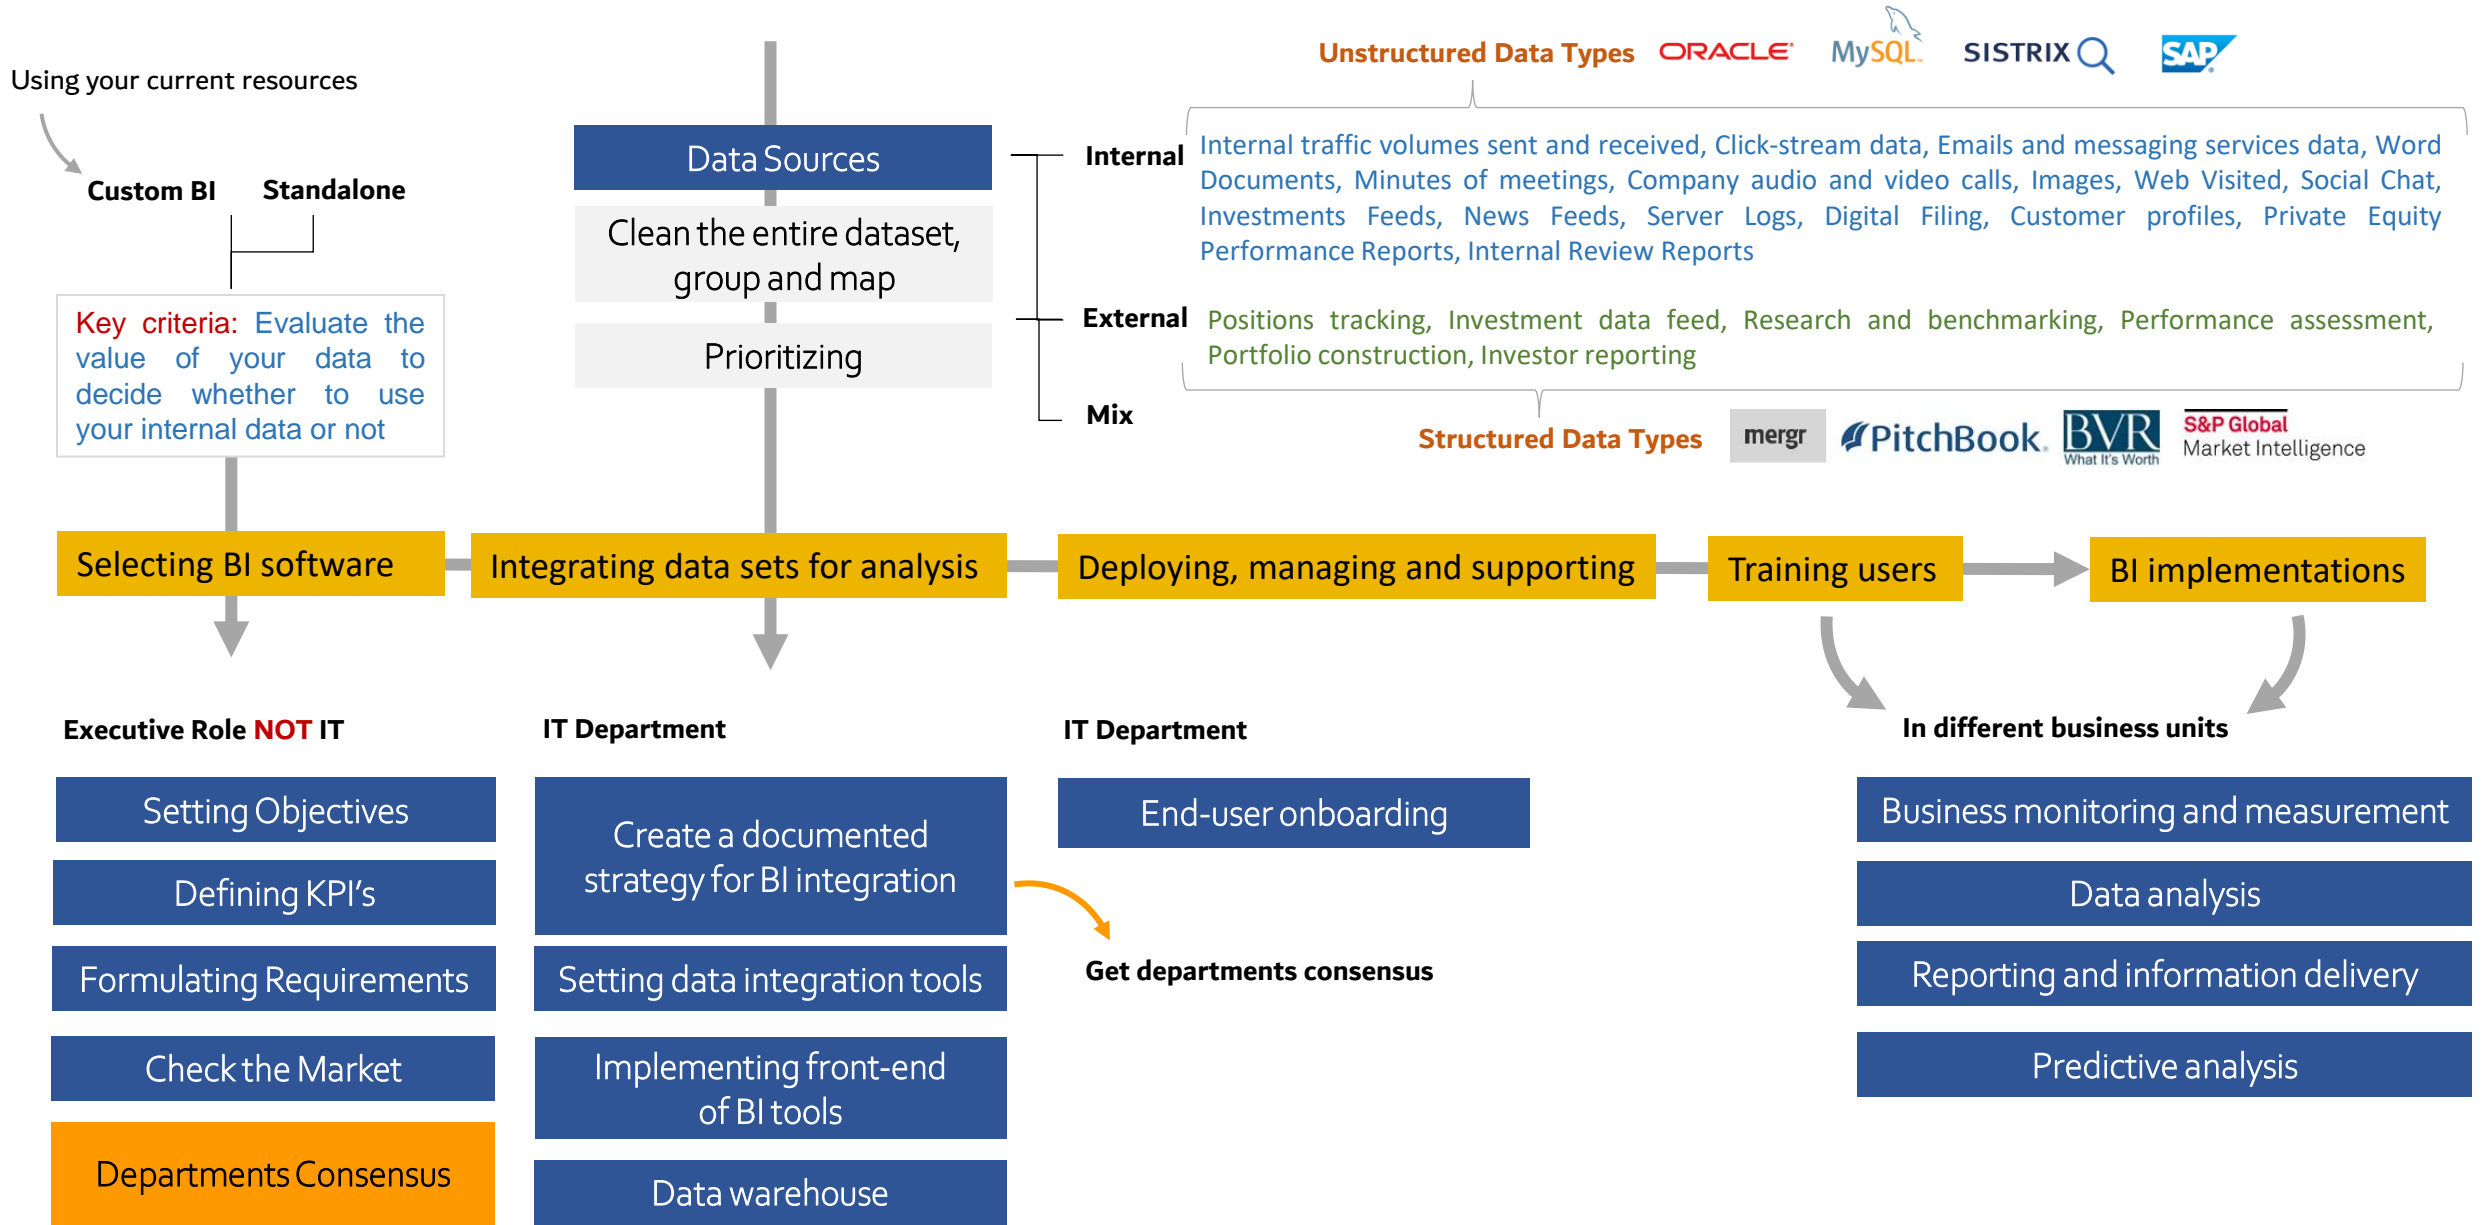 Using your current resources
Custom BI
Standalone
Key criteria: Evaluate the
value of your data to
decide whether to use
your internal data or not
Data Sources
Clean the entire dataset,
group and map
Prioritizing
Unstructured Data Types
ORACLE
MySQL
SISTRIX
SAP
Internal
Internal traffic volumes sent and received, Click-stream data, Emails and messaging services data, Word
Documents, Minutes of meetings, Company audio and video calls, Images, Web Visited, Social Chat,
Investments Feeds, News Feeds, Server Logs, Digital Filing, Customer profiles, Private Equity
Performance Reports, Internal Review Reports
External
Positions tracking, Investment data feed, Research and benchmarking, Performance assessment,
Portfolio construction, Investor reporting
Mix
Structured Data Types
mergr
PitchBook
BVR
What It's Worth
S&P Global
Market Intelligence
Selecting BI software
Integrating data sets for analysis
Deploying, managing and supporting
Training users
BI implementations
Executive Role NOT IT
Setting Objectives
Defining KPI's
Formulating Requirements
Check the Market
Departments Consensus
IT Department
Create a documented
strategy for BI integration
Setting data integration tools
Implementing front-end
of BI tools
Data warehouse
IT Department
End-user onboarding
Get departments consensus
In different business units
Business monitoring and measurement
Data analysis
Reporting and information delivery
Predictive analysis